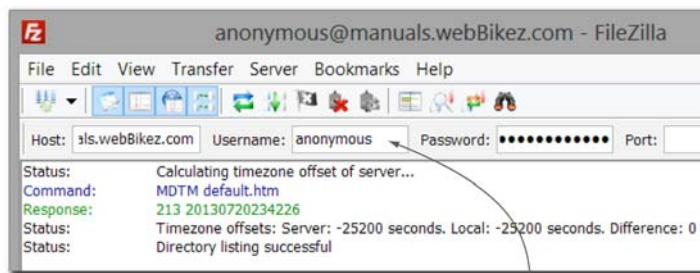 Fz
anonymous@manuals.webBikez.com - FileZilla
File Edit View Transfer Server Bookmarks Help
Host: als.webBikez.com Username: anonymous Password: •••••••••••• Port:
Status: Calculating timezone offset of server...
Command: MDTM default.htm
Response: 213 20130720234226
Status: Timezone offsets: Server: -25200 seconds. Local: -25200 seconds. Difference: 0
Status: Directory listing successful